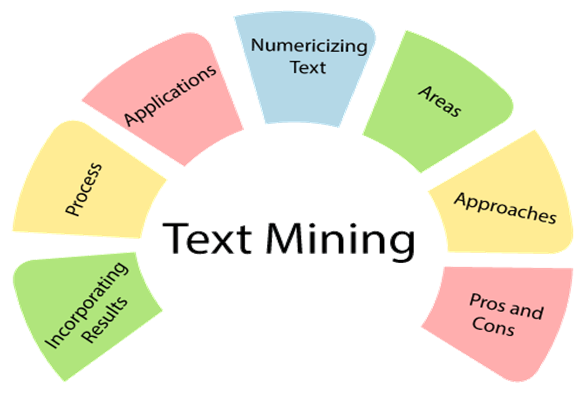 Numericizing
Text
Applications
Areas
Process
Approaches
Text Mining
Incorporating
Results
Pros and
Cons